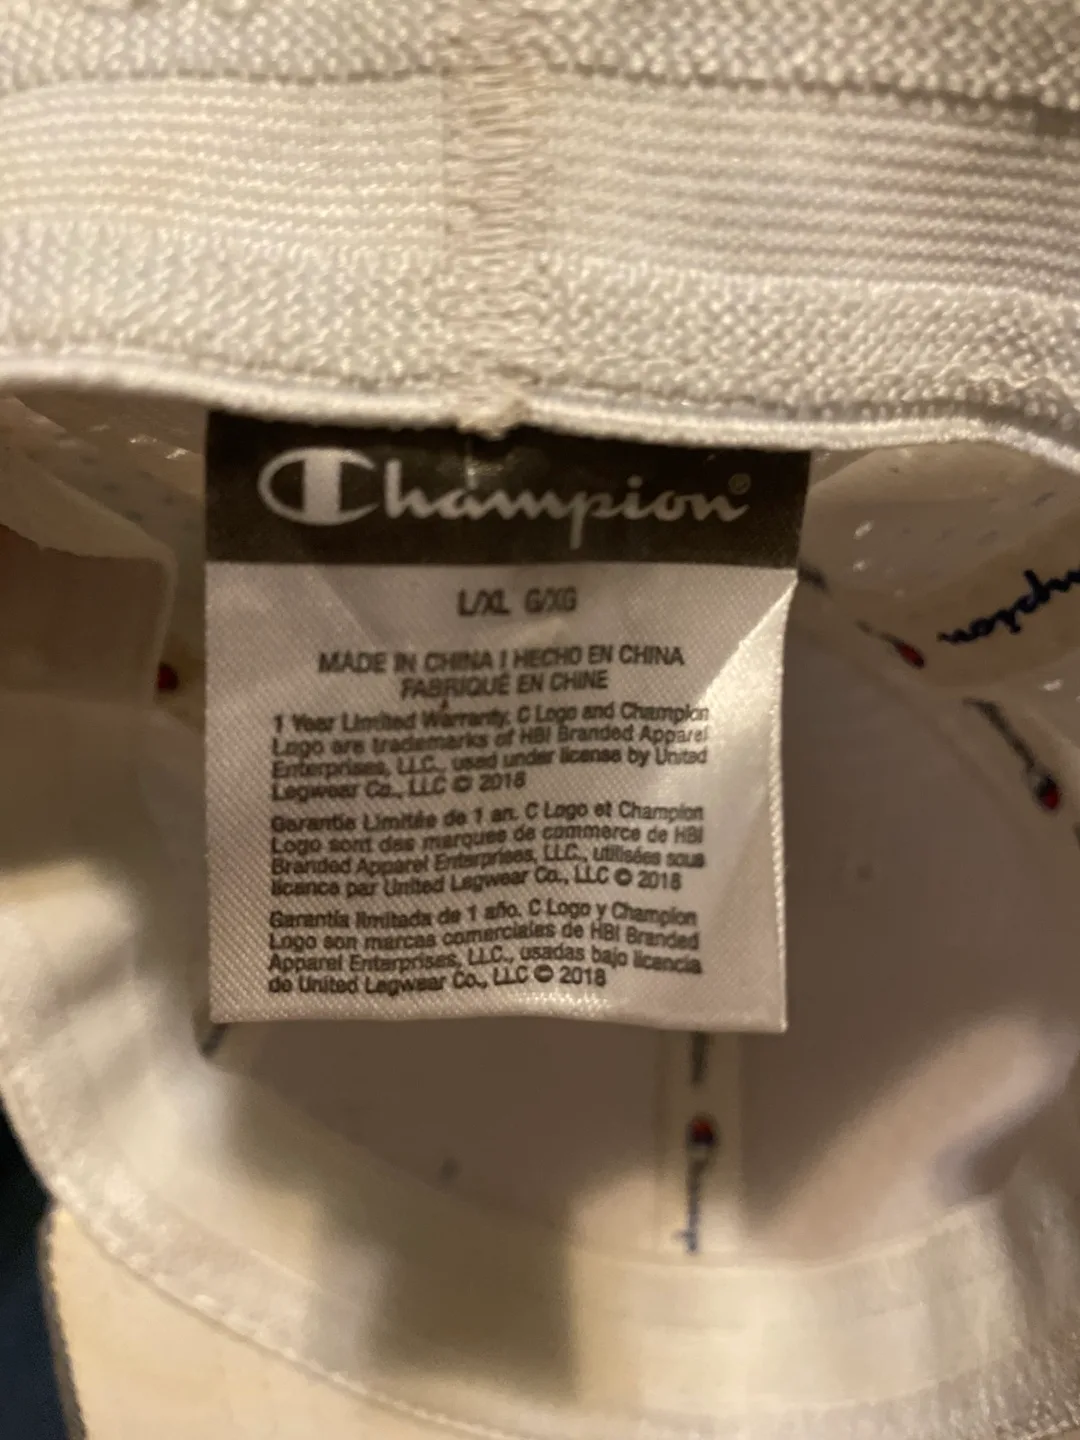 Champion®
L/XL G/XG
MADE IN CHINA / HECHO EN CHINA
FABRIQUÉ EN CHINE
1 Year Limited Warranty, C Logo and Champion
Logo are trademarks of HBI Branded Apparel
Enterprises, LLC., used under license by United
Legwear Co., LLC © 2018
Garantie Limitée de 1 an. C Logo et Champion
Logo sont des marques de commerce de HBI
Branded Apparel Enterprises, LLC., utilisées sous
licence par United Legwear Co., LLC © 2018
Garantía limitada de 1 año. C Logo y Champion
Logo son marcas comerciales de HBI Branded
Apparel Enterprises, LLC., usadas bajo licencia
de United Legwear Co., LLC © 2018
Champ